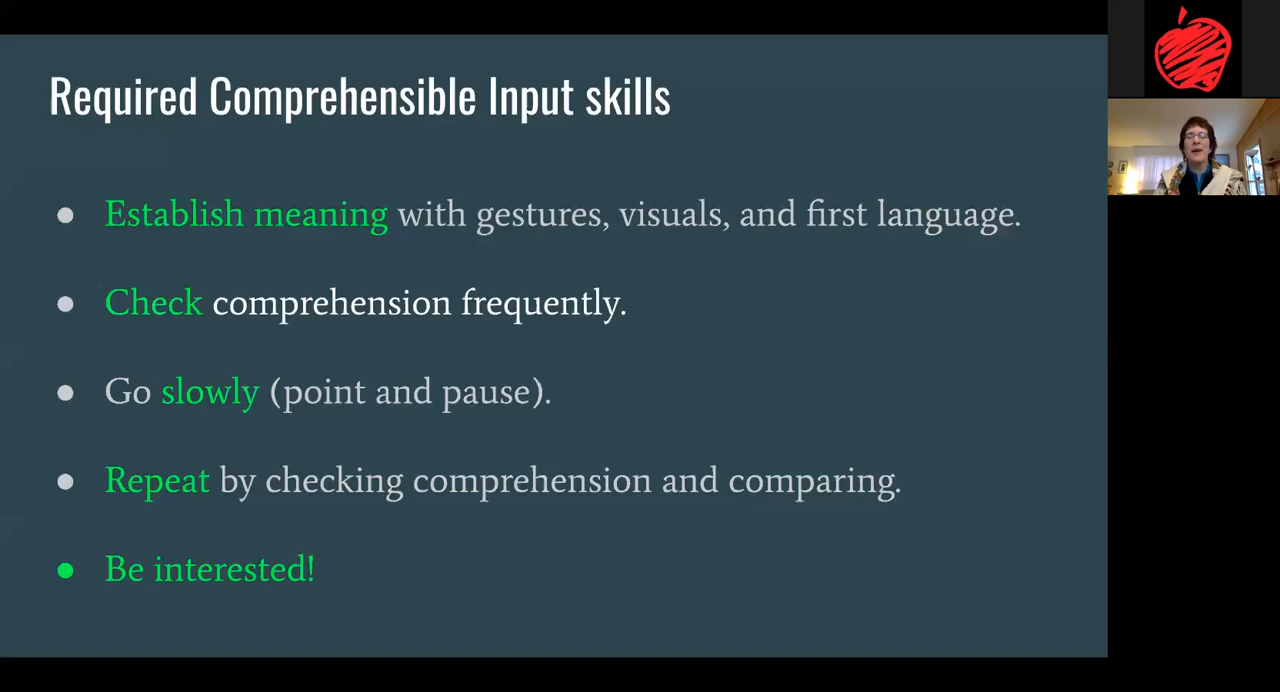 Required Comprehensible Input skills
● Establish meaning with gestures, visuals, and first language.
● Check comprehension frequently.
● Go slowly (point and pause).
● Repeat by checking comprehension and comparing.
● Be interested!